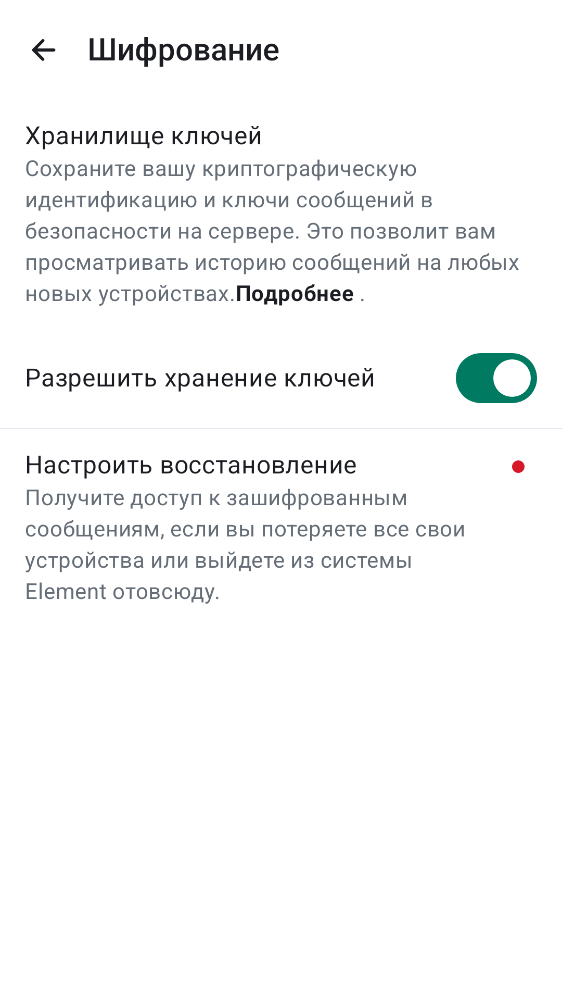 Шифрование
Хранилище ключей
Сохраните вашу криптографическую
идентификацию и ключи сообщений в
безопасности на сервере. Это позволит вам
просматривать историю сообщений на любых
новых устройствах.Подробнее .
Разрешить хранение ключей
Настроить восстановление
Получите доступ к зашифрованным
сообщениям, если вы потеряете все свои
устройства или выйдете из системы
Element отовсюду.